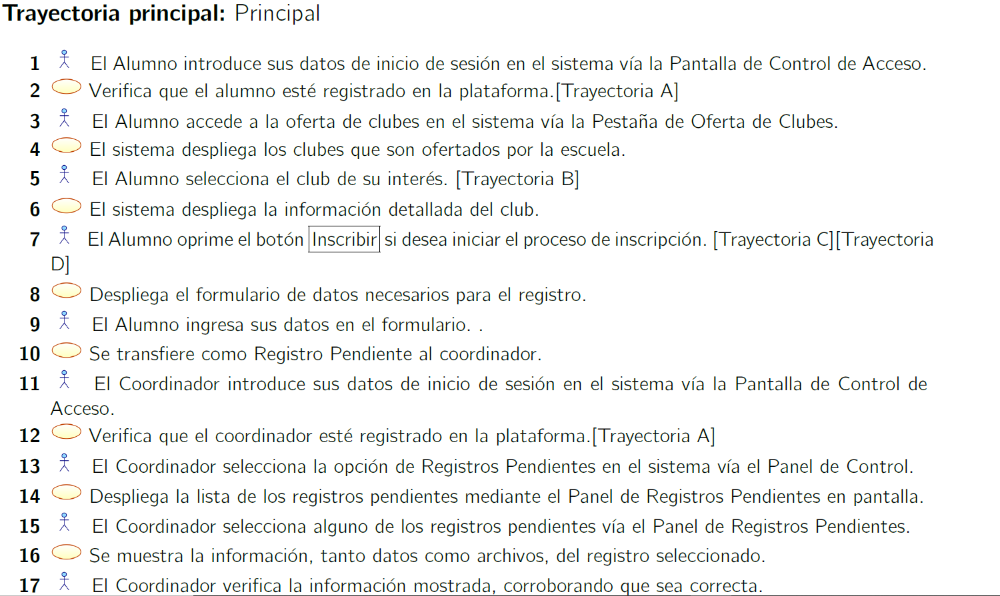 Trayectoria principal: Principal
1 El Alumno introduce sus datos de inicio de sesión en el sistema vía la Pantalla de Control de Acceso.
2 Verifica que el alumno esté registrado en la plataforma.[Trayectoria A]
3 El Alumno accede a la oferta de clubes en el sistema vía la Pestaña de Oferta de Clubes.
4 El sistema despliega los clubes que son ofertados por la escuela.
5 El Alumno selecciona el club de su interés. [Trayectoria B]
6 El sistema despliega la información detallada del club.
7 El Alumno oprime el botón Inscribir si desea iniciar el proceso de inscripción. [Trayectoria C][Trayectoria
D]
8 Despliega el formulario de datos necesarios para el registro.
9 El Alumno ingresa sus datos en el formulario. .
10 Se transfiere como Registro Pendiente al coordinador.
11 El Coordinador introduce sus datos de inicio de sesión en el sistema vía la Pantalla de Control de
Acceso.
12 Verifica que el coordinador esté registrado en la plataforma.[Trayectoria A]
13 El Coordinador selecciona la opción de Registros Pendientes en el sistema vía el Panel de Control.
14 Despliega la lista de los registros pendientes mediante el Panel de Registros Pendientes en pantalla.
15 El Coordinador selecciona alguno de los registros pendientes vía el Panel de Registros Pendientes.
16 Se muestra la información, tanto datos como archivos, del registro seleccionado.
17 El Coordinador verifica la información mostrada, corroborando que sea correcta.